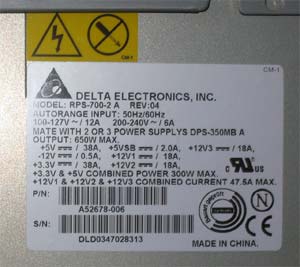 CM-1
DELTA ELECTRONICS, INC.
MODEL: RPS-700-2 A REV:04
AUTORANGE INPUT: 50Hz/60Hz
100-127V~ / 12A 200-240V~ / 6A
MATE WITH 2 OR 3 POWER SUPPLYS DPS-350MB A
OUTPUT: 650W MAX.
+5V ⎓ / 38A, +5VSB ⎓ / 2.0A, +12V3 ⎓ / 18A,
-12V ⎓ / 0.5A, +12V1 ⎓ / 18A,
+3.3V ⎓ / 38A, +12V2 ⎓ / 18A,
+3.3V & +5V COMBINED POWER 300W MAX.
+12V1 & +12V2 & +12V3 COMBINED CURRENT 47.5A MAX.
P/N:
A52678-006
S/N:
DLD0347028313
MADE IN CHINA.